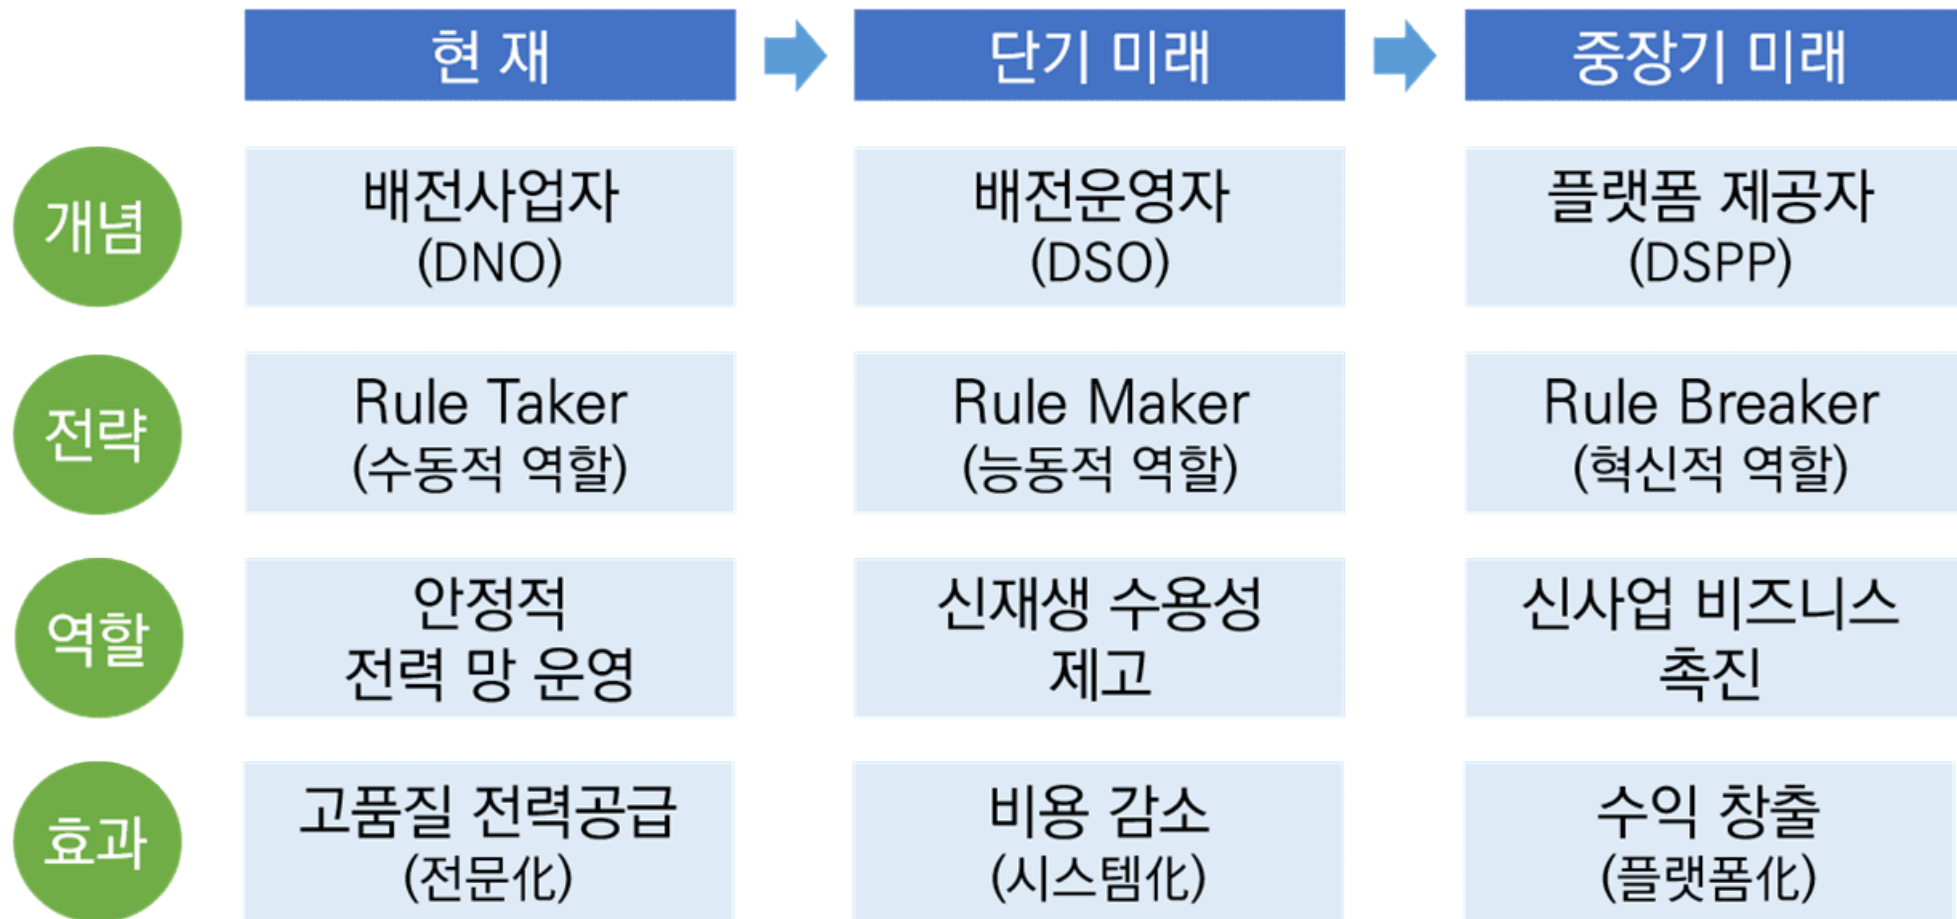 현 재
단기 미래
중장기 미래
개념
배전사업자
(DNO)
배전운영자
(DSO)
플랫폼 제공자
(DSPP)
전략
Rule Taker
(수동적 역할)
Rule Maker
(능동적 역할)
Rule Breaker
(혁신적 역할)
역할
안정적
전력 망 운영
신재생 수용성
제고
신사업 비즈니스
촉진
효과
고품질 전력공급
(전문化)
비용 감소
(시스템化)
수익 창출
(플랫폼化)